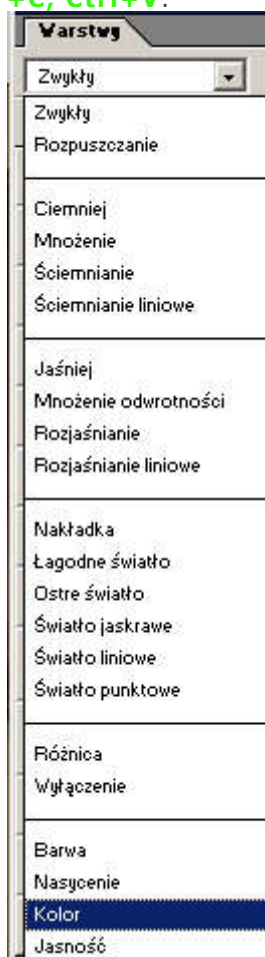 +c, ctrl+v.
Warstwy
Zwykły
Zwykły
Rozpuszczanie
Ciemniej
Mnożenie
Ściemnianie
Ściemnianie liniowe
Jaśniej
Mnożenie odwrotności
Rozjaśnianie
Rozjaśnianie liniowe
Nakładka
Łagodne światło
Ostre światło
Światło jaskrawe
Światło liniowe
Światło punktowe
Różnica
Wyłączenie
Barwa
Nasycenie
Kolor
Jasność